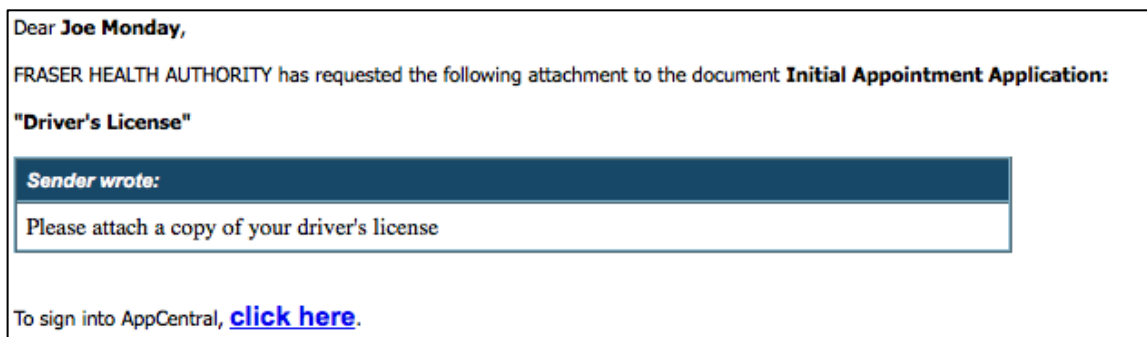 Dear Joe Monday,
FRASER HEALTH AUTHORITY has requested the following attachment to the document Initial Appointment Application:
"Driver's License"
Sender wrote:
Please attach a copy of your driver's license
To sign into AppCentral, click here.